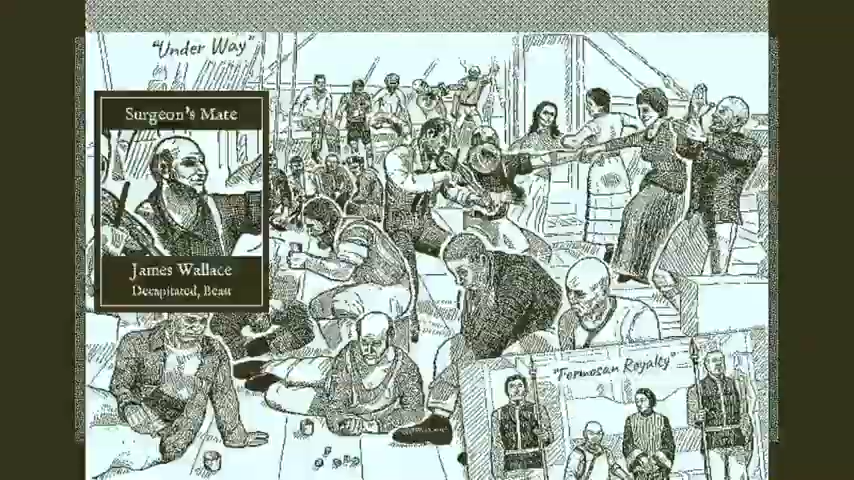 "Under Way"
Surgeon's Mate
James Wallace
Decapitated, Beast
"Formosan Royalty"